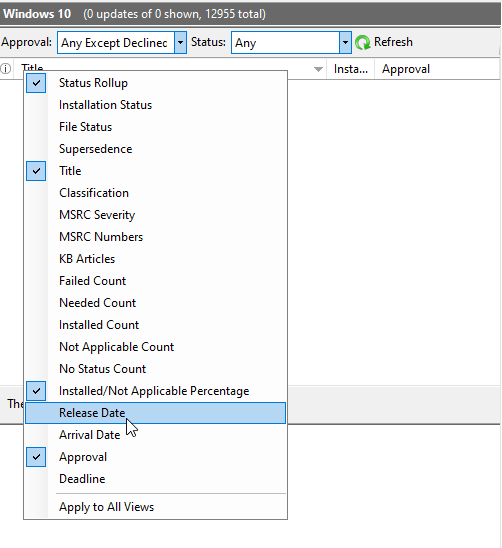 Windows 10 (0 updates of 0 shown, 12955 total)
Approval: Any Except Declined Status: Any Refresh
Title Insta... Approval
Status Rollup
Installation Status
File Status
Supersedence
Title
Classification
MSRC Severity
MSRC Numbers
KB Articles
Failed Count
Needed Count
Installed Count
Not Applicable Count
No Status Count
Installed/Not Applicable Percentage
The
Release Date
Arrival Date
Approval
Deadline
Apply to All Views